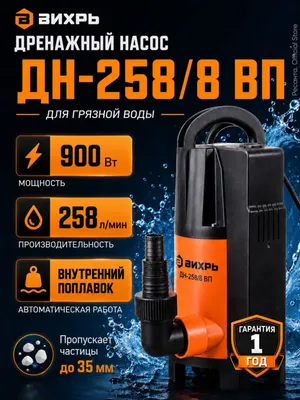 ВИХРЬ
ДРЕНАЖНЫЙ НАСОС
ДН-258/8 ВП
ДЛЯ ГРЯЗНОЙ ВОДЫ
900 Вт
МОЩНОСТЬ
258 л/мин
ПРОИЗВОДИТЕЛЬНОСТЬ
ВНУТРЕННИЙ
ПОПЛАВОК
АВТОМАТИЧЕСКАЯ РАБОТА
Пропускает
частицы
до 35 мм
ВИХРЬ
ДН-258/8 ВП
ГАРАНТИЯ
1
ГОД